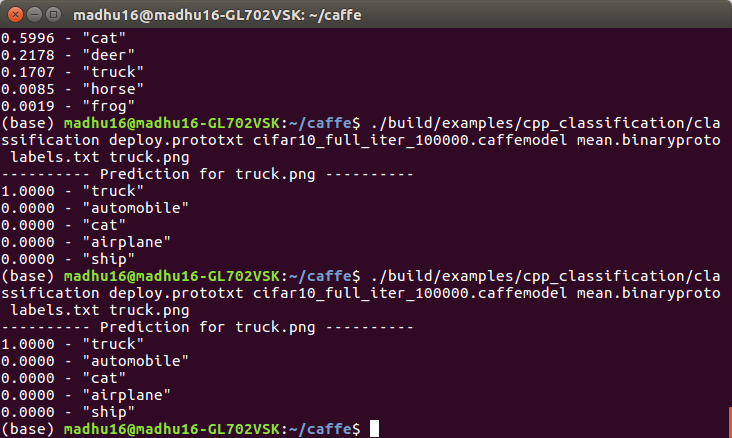 madhu16@madhu16-GL702VSK: ~/caffe
0.5996 - "cat"
0.2178 - "deer"
0.1707 - "truck"
0.0085 - "horse"
0.0019 - "frog"
(base) madhu16@madhu16-GL702VSK:~/caffe$ ./build/examples/cpp_classification/cla
ssification deploy.prototxt cifar10_full_iter_100000.caffemodel mean.binaryproto
 labels.txt truck.png
---------- Prediction for truck.png ----------
1.0000 - "truck"
0.0000 - "automobile"
0.0000 - "cat"
0.0000 - "airplane"
0.0000 - "ship"
(base) madhu16@madhu16-GL702VSK:~/caffe$ ./build/examples/cpp_classification/cla
ssification deploy.prototxt cifar10_full_iter_100000.caffemodel mean.binaryproto
 labels.txt truck.png
---------- Prediction for truck.png ----------
1.0000 - "truck"
0.0000 - "automobile"
0.0000 - "cat"
0.0000 - "airplane"
0.0000 - "ship"
(base) madhu16@madhu16-GL702VSK:~/caffe$